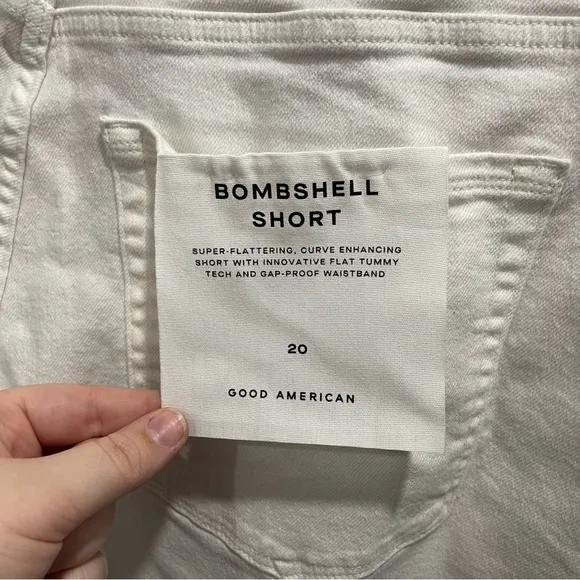 BOMBSHELL
SHORT
SUPER-FLATTERING, CURVE ENHANCING
SHORT WITH INNOVATIVE FLAT TUMMY
TECH AND GAP-PROOF WAISTBAND
20
GOOD AMERICAN